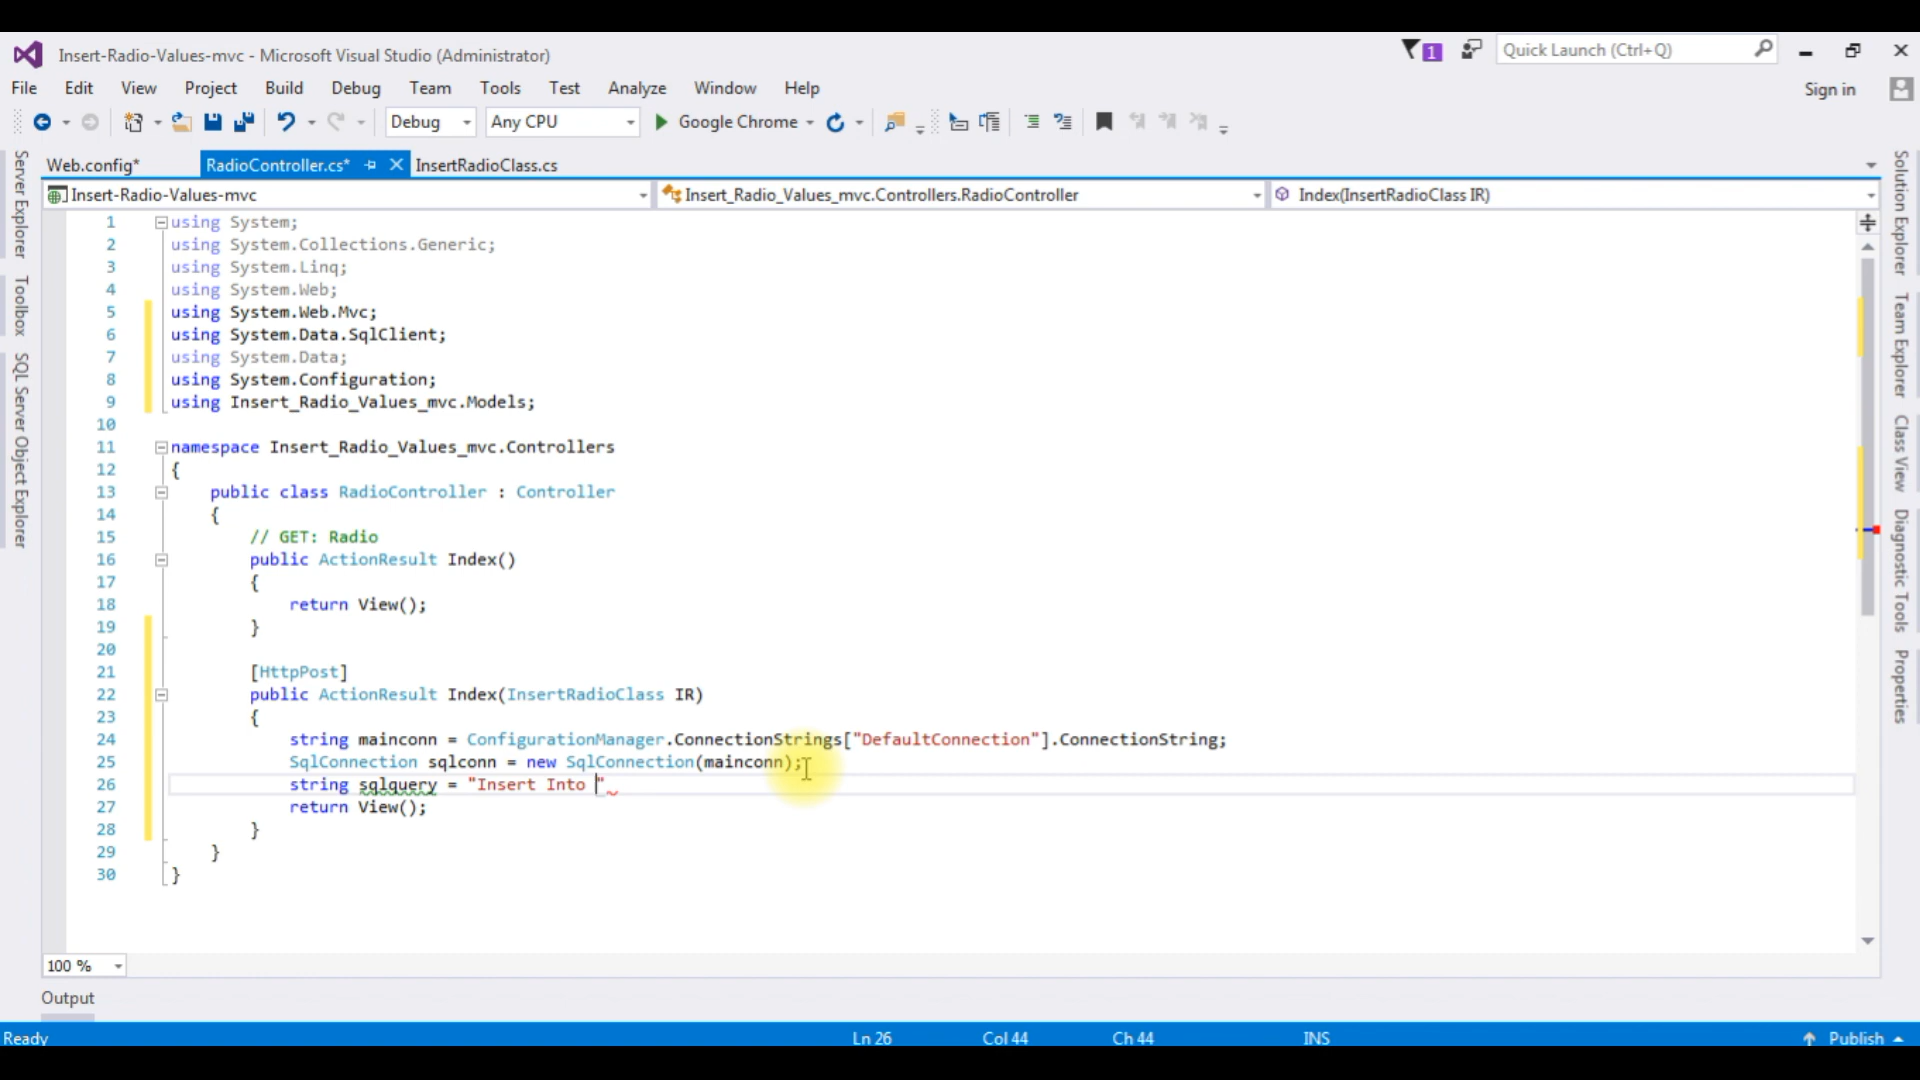 Insert-Radio-Values-mvc - Microsoft Visual Studio (Administrator)
1
Quick Launch (Ctrl+Q)
File Edit View Project Build Debug Team Tools Test Analyze Window Help
Sign in
Debug Any CPU Google Chrome
Web.config* RadioController.cs* InsertRadioClass.cs
Insert-Radio-Values-mvc Insert_Radio_Values_mvc.Controllers.RadioController Index(InsertRadioClass IR)
Server Explorer
Toolbox
SQL Server Object Explorer
1 using System;
2 using System.Collections.Generic;
3 using System.Linq;
4 using System.Web;
5 using System.Web.Mvc;
6 using System.Data.SqlClient;
7 using System.Data;
8 using System.Configuration;
9 using Insert_Radio_Values_mvc.Models;
10
11 namespace Insert_Radio_Values_mvc.Controllers
12 {
13 public class RadioController : Controller
14 {
15 // GET: Radio
16 public ActionResult Index()
17 {
18 return View();
19 }
20
21 [HttpPost]
22 public ActionResult Index(InsertRadioClass IR)
23 {
24 string mainconn = ConfigurationManager.ConnectionStrings["DefaultConnection"].ConnectionString;
25 SqlConnection sqlconn = new SqlConnection(mainconn);
26 string sqlquery = "Insert Into "
27 return View();
28 }
29 }
30 }
Solution Explorer
Team Explorer
Class View
Diagnostic Tools
Properties
100 %
Output
Ready Ln 26 Col 44 Ch 44 INS Publish